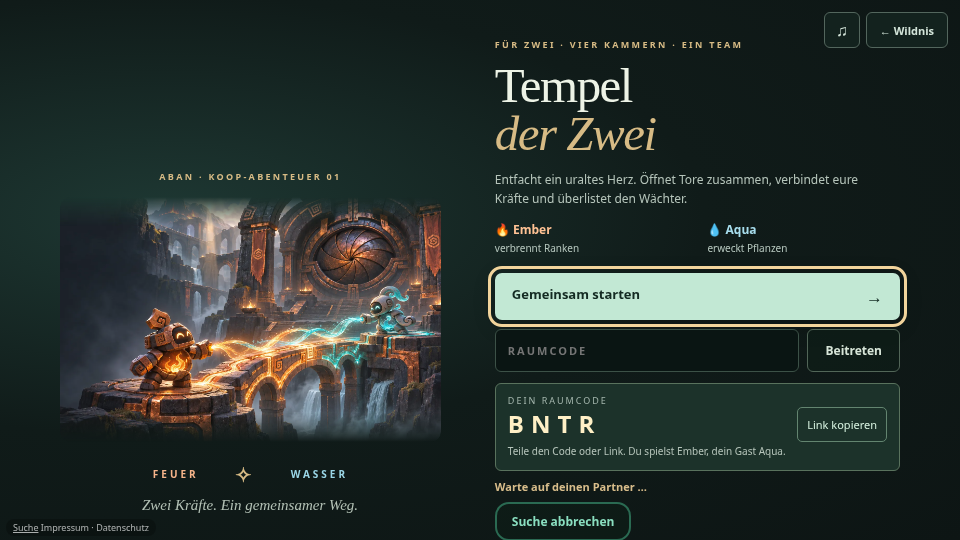 ♫
← Wildnis
FÜR ZWEI · VIER KAMMERN · EIN TEAM
Tempel
der Zwei
Entfacht ein uraltes Herz. Öffnet Tore zusammen, verbindet eure
Kräfte und überlistet den Wächter.
🔥 Ember
verbrennt Ranken
💧 Aqua
erweckt Pflanzen
Gemeinsam starten →
RAUMCODE
Beitreten
DEIN RAUMCODE
BNTR
Link kopieren
Teile den Code oder Link. Du spielst Ember, dein Gast Aqua.
Warte auf deinen Partner …
Suche abbrechen
ABAN · KOOP-ABENTEUER 01
FEUER ✧ WASSER
Zwei Kräfte. Ein gemeinsamer Weg.
Suche Impressum · Datenschutz